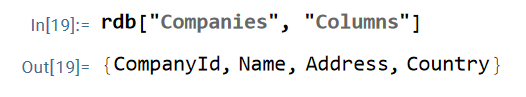 In[19]:= rdb["Companies", "Columns"]
Out[19]= {CompanyId, Name, Address, Country}